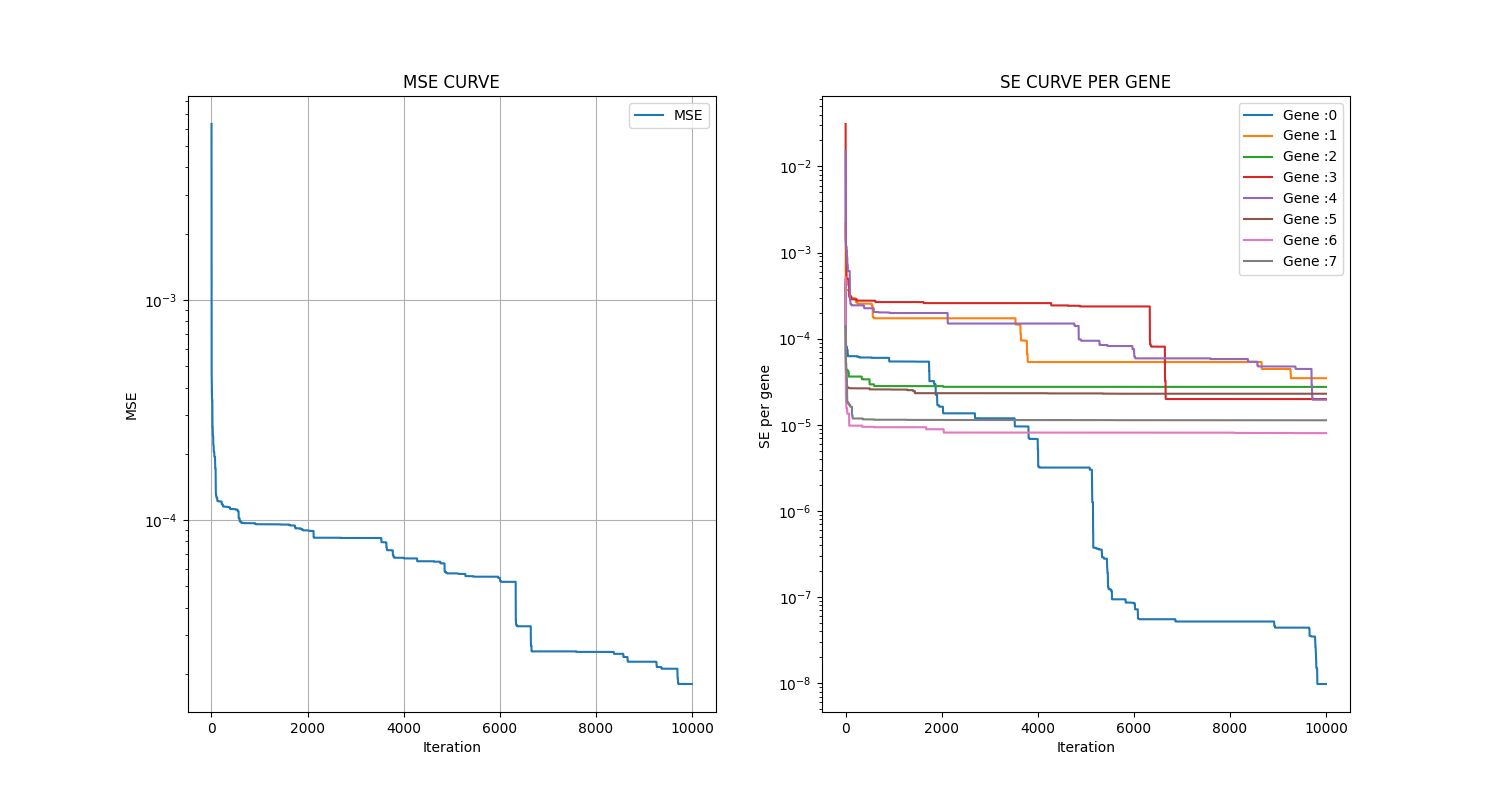 MSE CURVE
MSE
10⁻³
10⁻⁴
MSE
0 2000 4000 6000 8000 10000
Iteration
SE CURVE PER GENE
Gene :0
Gene :1
Gene :2
Gene :3
Gene :4
Gene :5
Gene :6
Gene :7
10⁻²
10⁻³
10⁻⁴
10⁻⁵
10⁻⁶
10⁻⁷
10⁻⁸
SE per gene
0 2000 4000 6000 8000 10000
Iteration